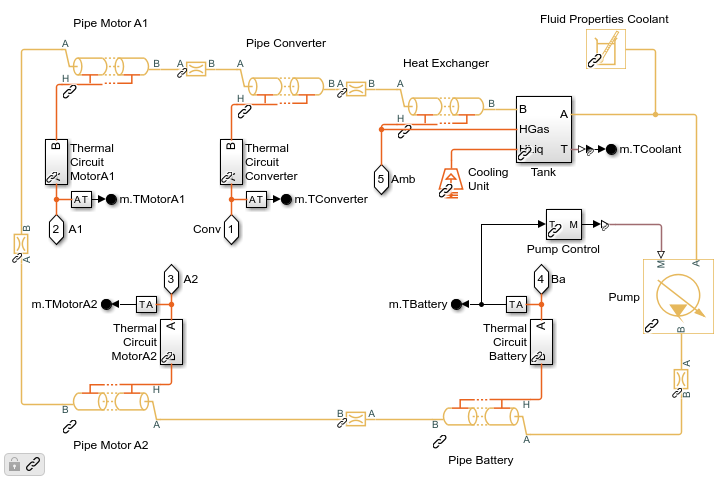 Pipe Motor A1
Fluid Properties Coolant
Pipe Converter
Heat Exchanger
A
B
A
B
A
B
A
B
A
B
H
H
H
B
HGas
A
T
m.TCoolant
Tank
B
Thermal
Circuit
MotorA1
B
Thermal
Circuit
Converter
5
Amb
Cooling
Unit
AT
m.TMotorA1
AT
m.TConverter
2
A1
Conv
1
B
A
T
M
Pump Control
3
A2
4
Ba
m.TMotorA2
TA
m.TBattery
TA
M
A
Pump
B
Thermal
Circuit
MotorA2
A
Thermal
Circuit
Battery
A
A
B
H
B
A
B
A
H
B
A
Pipe Motor A2
Pipe Battery